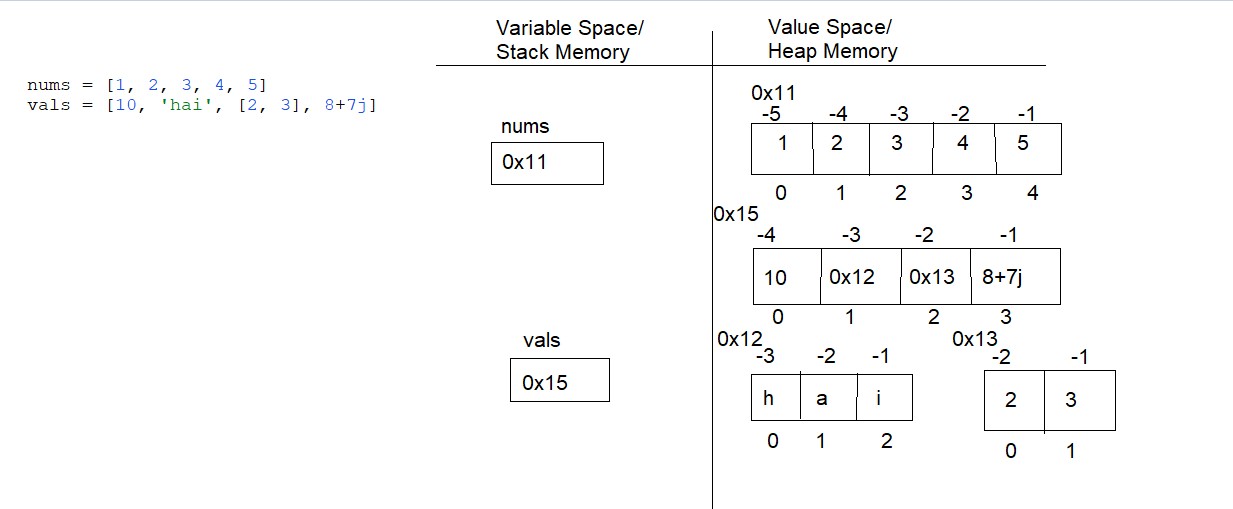 Variable Space/
Stack Memory
Value Space/
Heap Memory
nums = [1, 2, 3, 4, 5]
vals = [10, 'hai', [2, 3], 8+7j]
nums
0x11
0x11
-5 -4 -3 -2 -1
1 2 3 4 5
0 1 2 3 4
0x15
-4 -3 -2 -1
10 0x12 0x13 8+7j
0 1 2 3
vals
0x15
0x12
-3 -2 -1
h a i
0 1 2
0x13
-2 -1
2 3
0 1